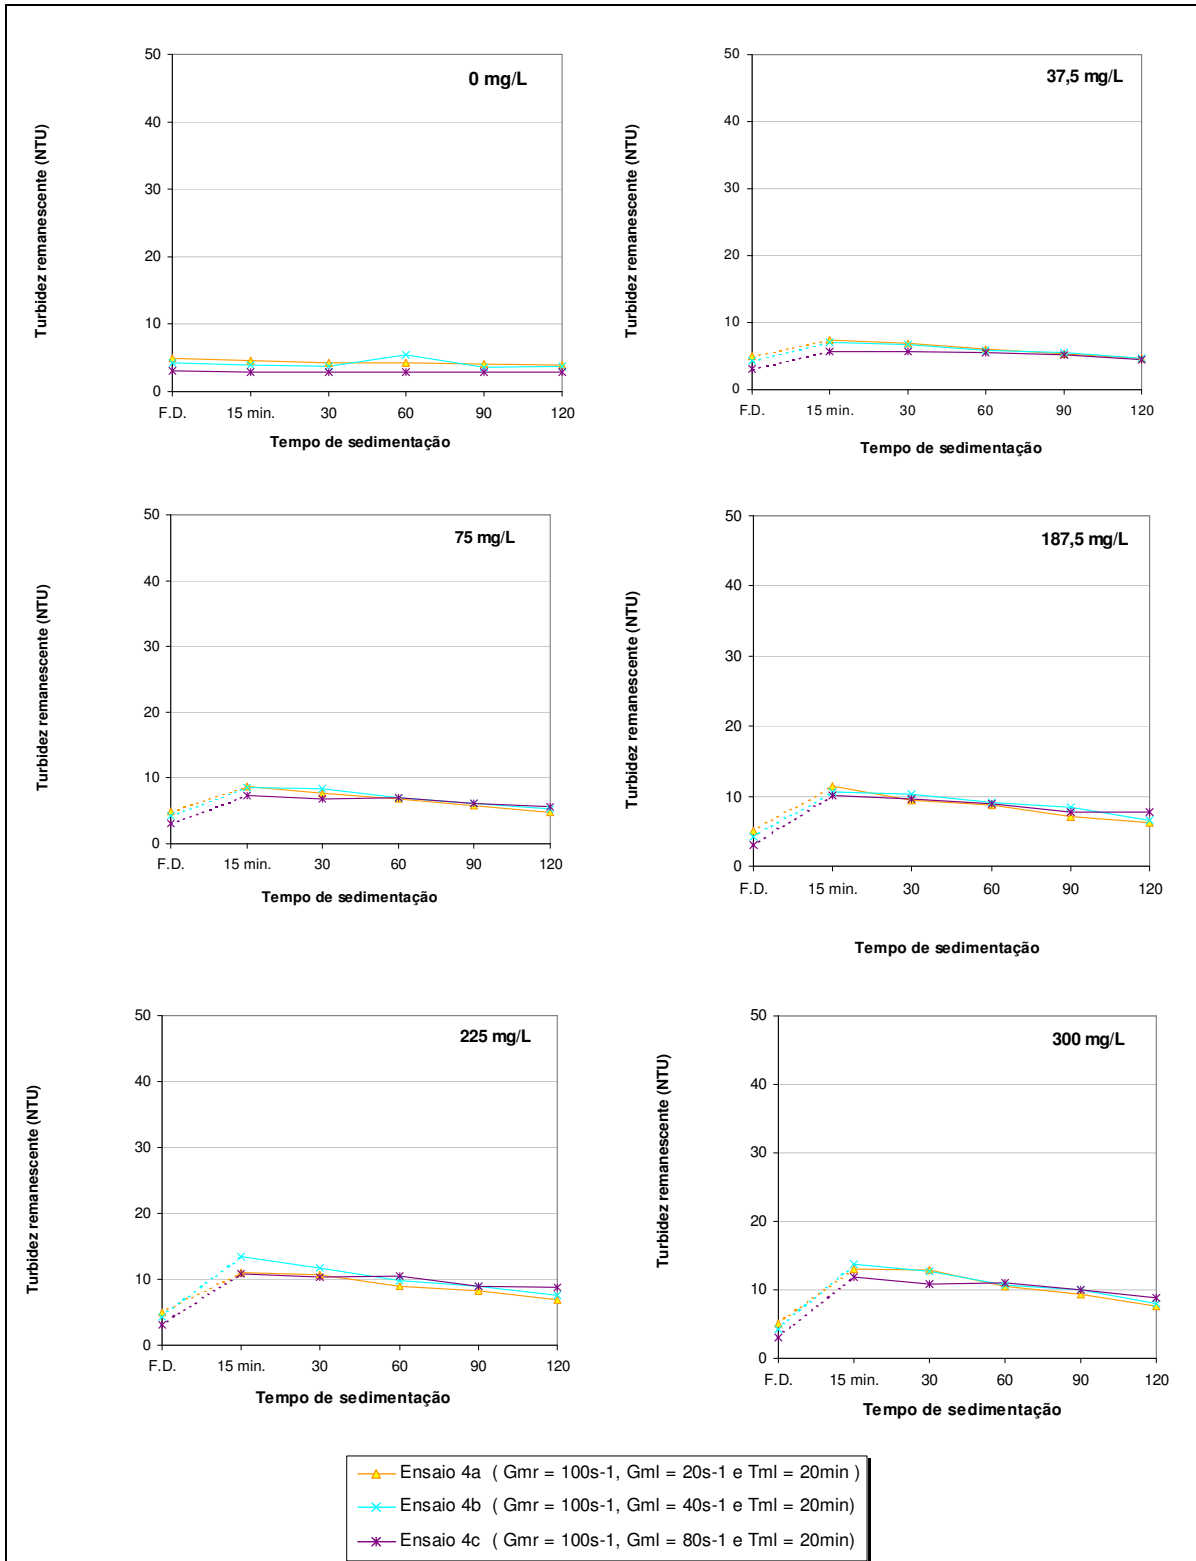 0 mg/L
Turbidez remanescente (NTU)
50
40
30
20
10
0
F.D. 15 min. 30 60 90 120
Tempo de sedimentação
37,5 mg/L
Turbidez remanescente (NTU)
50
40
30
20
10
0
F.D. 15 min. 30 60 90 120
Tempo de sedimentação
75 mg/L
Turbidez remanescente (NTU)
50
40
30
20
10
0
F.D. 15 min. 30 60 90 120
Tempo de sedimentação
187,5 mg/L
Turbidez remanescente (NTU)
50
40
30
20
10
0
F.D. 15 min. 30 60 90 120
Tempo de sedimentação
225 mg/L
Turbidez remanescente (NTU)
50
40
30
20
10
0
F.D. 15 min. 30 60 90 120
Tempo de sedimentação
300 mg/L
Turbidez remanescente (NTU)
50
40
30
20
10
0
F.D. 15 min. 30 60 90 120
Tempo de sedimentação
Ensaio 4a ( Gmr = 100s-1, Gml = 20s-1 e Tml = 20min )
Ensaio 4b ( Gmr = 100s-1, Gml = 40s-1 e Tml = 20min)
Ensaio 4c ( Gmr = 100s-1, Gml = 80s-1 e Tml = 20min)